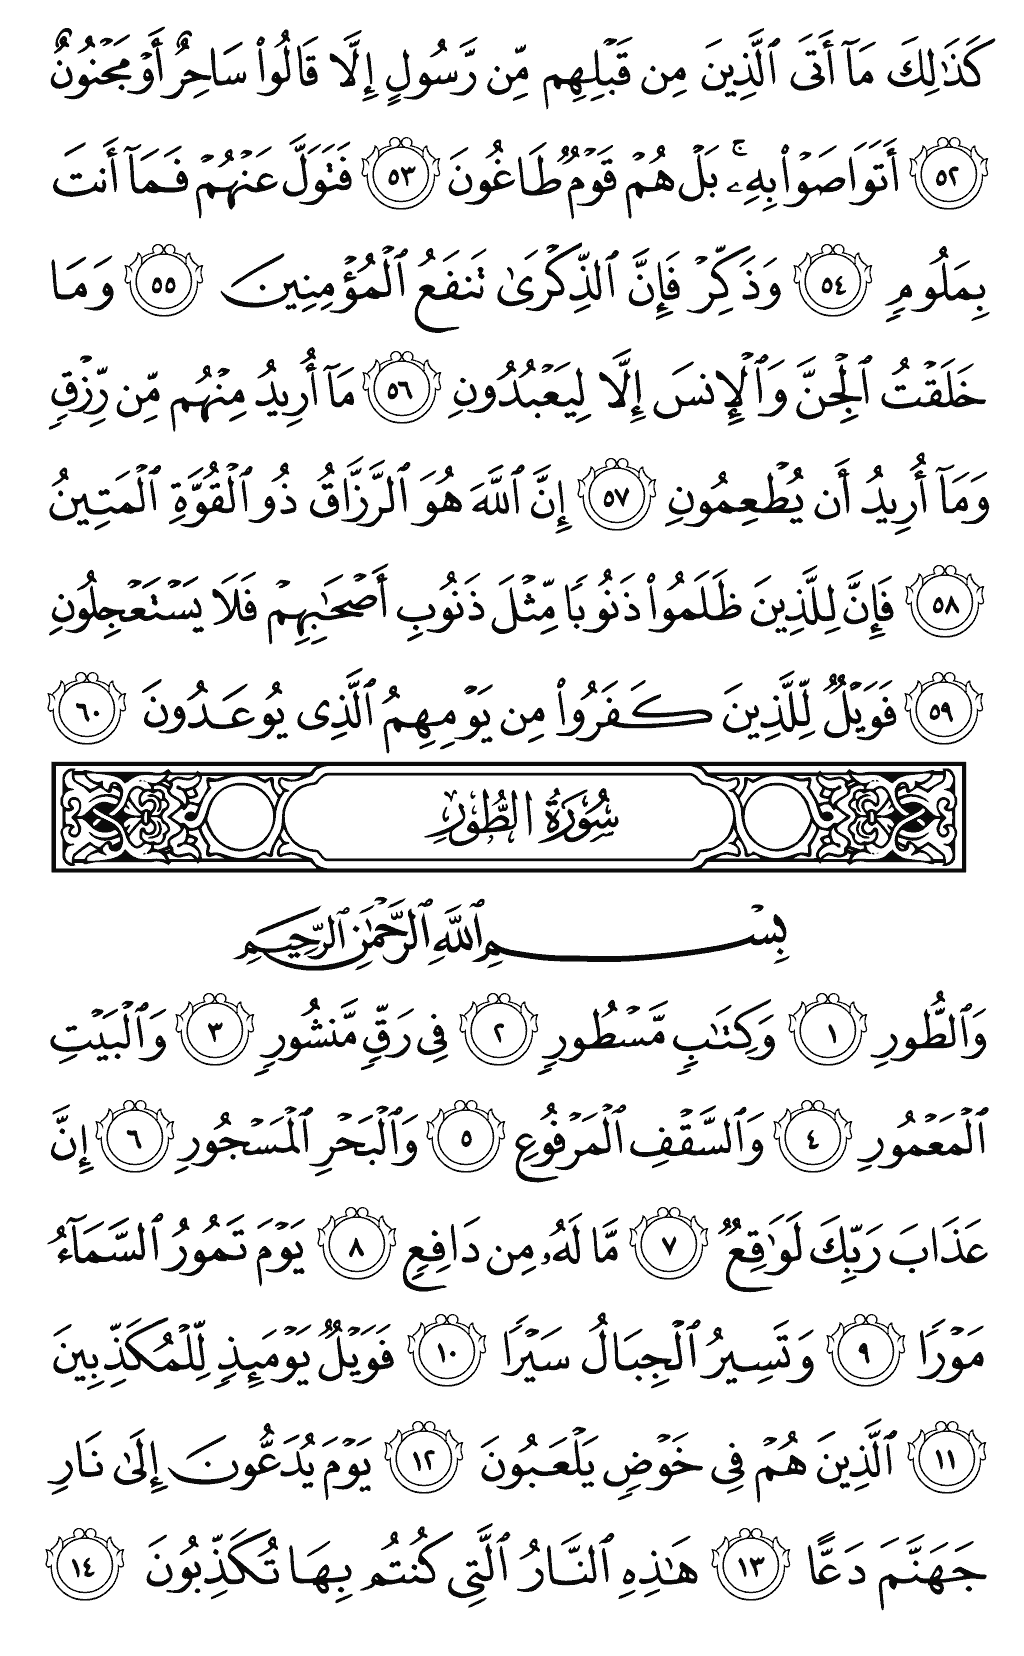 كَذَٰلِكَ مَآ أَتَى ٱلَّذِينَ مِن قَبۡلِهِم مِّن رَّسُولٍ إِلَّا قَالُواْ سَاحِرٌ أَوۡ مَجۡنُونٌ
٥٢ أَتَوَاصَوۡاْ بِهِۦۚ بَلۡ هُمۡ قَوۡمٞ طَاغُونَ ٥٣ فَتَوَلَّ عَنۡهُمۡ فَمَآ أَنتَ
بِمَلُومٖ ٥٤ وَذَكِّرۡ فَإِنَّ ٱلذِّكۡرَىٰ تَنفَعُ ٱلۡمُؤۡمِنِينَ ٥٥ وَمَا
خَلَقۡتُ ٱلۡجِنَّ وَٱلۡإِنسَ إِلَّا لِيَعۡبُدُونِ ٥٦ مَآ أُرِيدُ مِنۡهُم مِّن رِّزۡقٖ
وَمَآ أُرِيدُ أَن يُطۡعِمُونِ ٥٧ إِنَّ ٱللَّهَ هُوَ ٱلرَّزَّاقُ ذُو ٱلۡقُوَّةِ ٱلۡمَتِينُ
٥٨ فَإِنَّ لِلَّذِينَ ظَلَمُواْ ذَنُوبٗا مِّثۡلَ ذَنُوبِ أَصۡحَٰبِهِمۡ فَلَا يَسۡتَعۡجِلُونِ
٥٩ فَوَيۡلٞ لِّلَّذِينَ كَفَرُواْ مِن يَوۡمِهِمُ ٱلَّذِي يُوعَدُونَ ٦٠
سُورَةُ الطُّورِ
بِسۡمِ ٱللَّهِ ٱلرَّحۡمَٰنِ ٱلرَّحِيمِ
وَٱلطُّورِ ١ وَكِتَٰبٖ مَّسۡطُورٖ ٢ فِي رَقّٖ مَّنشُورٖ ٣ وَٱلۡبَيۡتِ
ٱلۡمَعۡمُورِ ٤ وَٱلسَّقۡفِ ٱلۡمَرۡفُوعِ ٥ وَٱلۡبَحۡرِ ٱلۡمَسۡجُورِ ٦ إِنَّ
عَذَابَ رَبِّكَ لَوَٰقِعٞ ٧ مَّا لَهُۥ مِن دَافِعٖ ٨ يَوۡمَ تَمُورُ ٱلسَّمَآءُ
مَوۡرٗا ٩ وَتَسِيرُ ٱلۡجِبَالُ سَيۡرٗا ١٠ فَوَيۡلٞ يَوۡمَئِذٖ لِّلۡمُكَذِّبِينَ
١١ ٱلَّذِينَ هُمۡ فِي خَوۡضٖ يَلۡعَبُونَ ١٢ يَوۡمَ يُدَعُّونَ إِلَىٰ نَارِ
جَهَنَّمَ دَعًّا ١٣ هَٰذِهِ ٱلنَّارُ ٱلَّتِي كُنتُم بِهَا تُكَذِّبُونَ ١٤